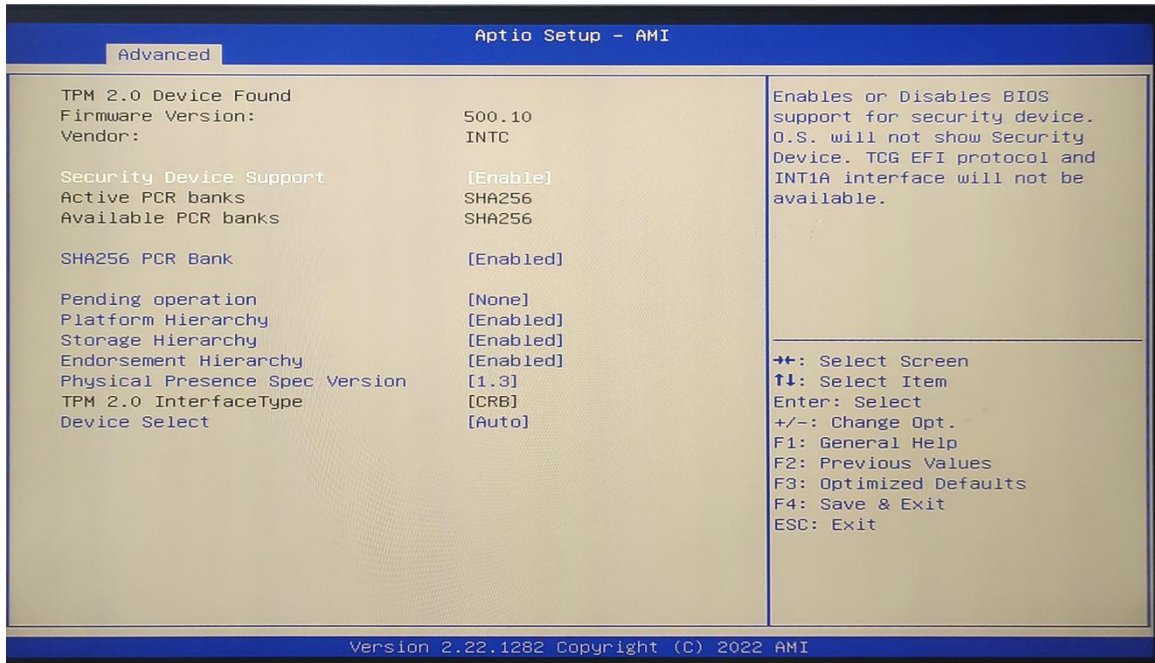 Aptio Setup - AMI
Advanced
TPM 2.0 Device Found
Firmware Version: 500.10
Vendor: INTC
Security Device Support [Enable]
Active PCR banks SHA256
Available PCR banks SHA256
SHA256 PCR Bank [Enabled]
Pending operation [None]
Platform Hierarchy [Enabled]
Storage Hierarchy [Enabled]
Endorsement Hierarchy [Enabled]
Physical Presence Spec Version [1.3]
TPM 2.0 InterfaceType [CRB]
Device Select [Auto]
Enables or Disables BIOS
support for security device.
O.S. will not show Security
Device. TCG EFI protocol and
INT1A interface will not be
available.
→←: Select Screen
↑↓: Select Item
Enter: Select
+/-: Change Opt.
F1: General Help
F2: Previous Values
F3: Optimized Defaults
F4: Save & Exit
ESC: Exit
Version 2.22.1282 Copyright (C) 2022 AMI